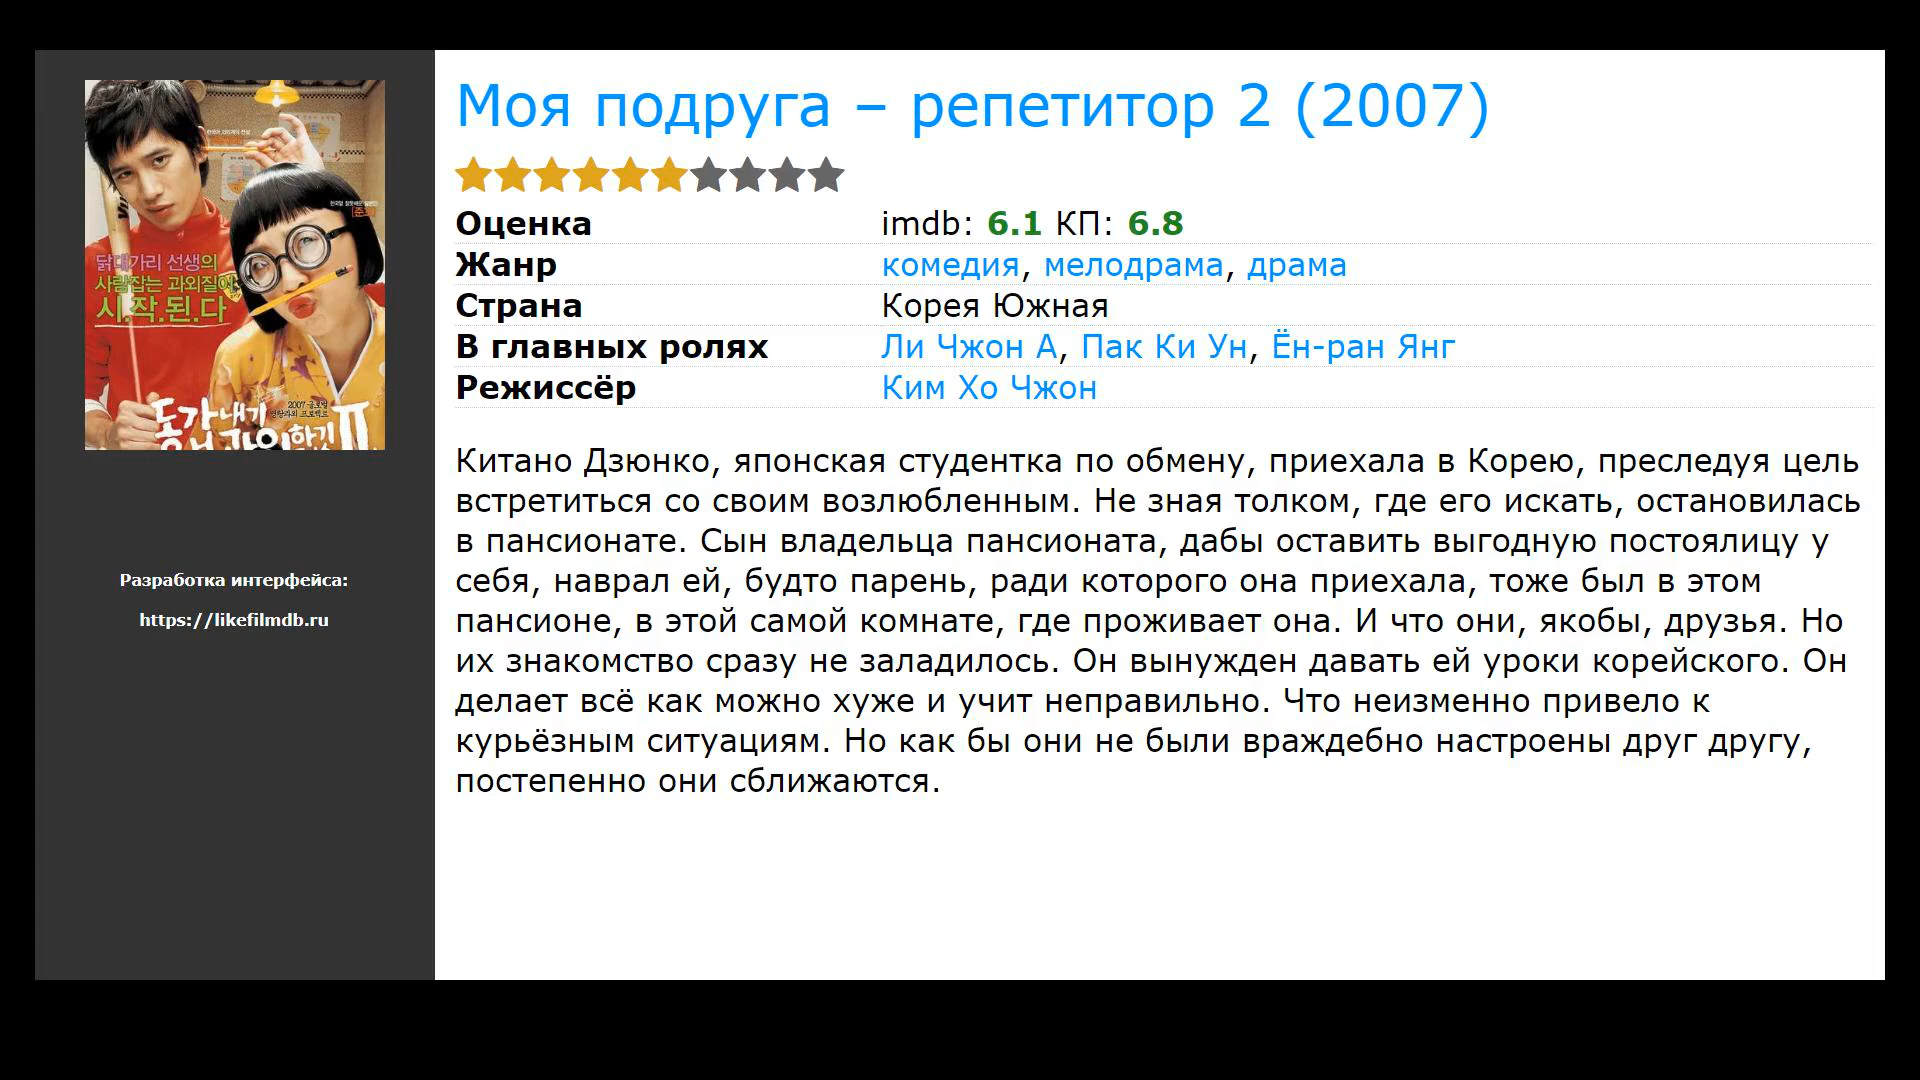 Моя подруга – репетитор 2 (2007)
Оценка imdb: 6.1 КП: 6.8
Жанр комедия, мелодрама, драма
Страна Корея Южная
В главных ролях Ли Чжон А, Пак Ки Ун, Ён-ран Янг
Режиссёр Ким Хо Чжон
Китано Дзюнко, японская студентка по обмену, приехала в Корею, преследуя цель
встретиться со своим возлюбленным. Не зная толком, где его искать, остановилась
в пансионате. Сын владельца пансионата, дабы оставить выгодную постоялицу у
себя, наврал ей, будто парень, ради которого она приехала, тоже был в этом
пансионе, в этой самой комнате, где проживает она. И что они, якобы, друзья. Но
их знакомство сразу не заладилось. Он вынужден давать ей уроки корейского. Он
делает всё как можно хуже и учит неправильно. Что неизменно привело к
курьёзным ситуациям. Но как бы они не были враждебно настроены друг другу,
постепенно они сближаются.
닭대가리 선생의
사람잡는 과외질이
시.작.된.다
Разработка интерфейса:
https://likefilmdb.ru